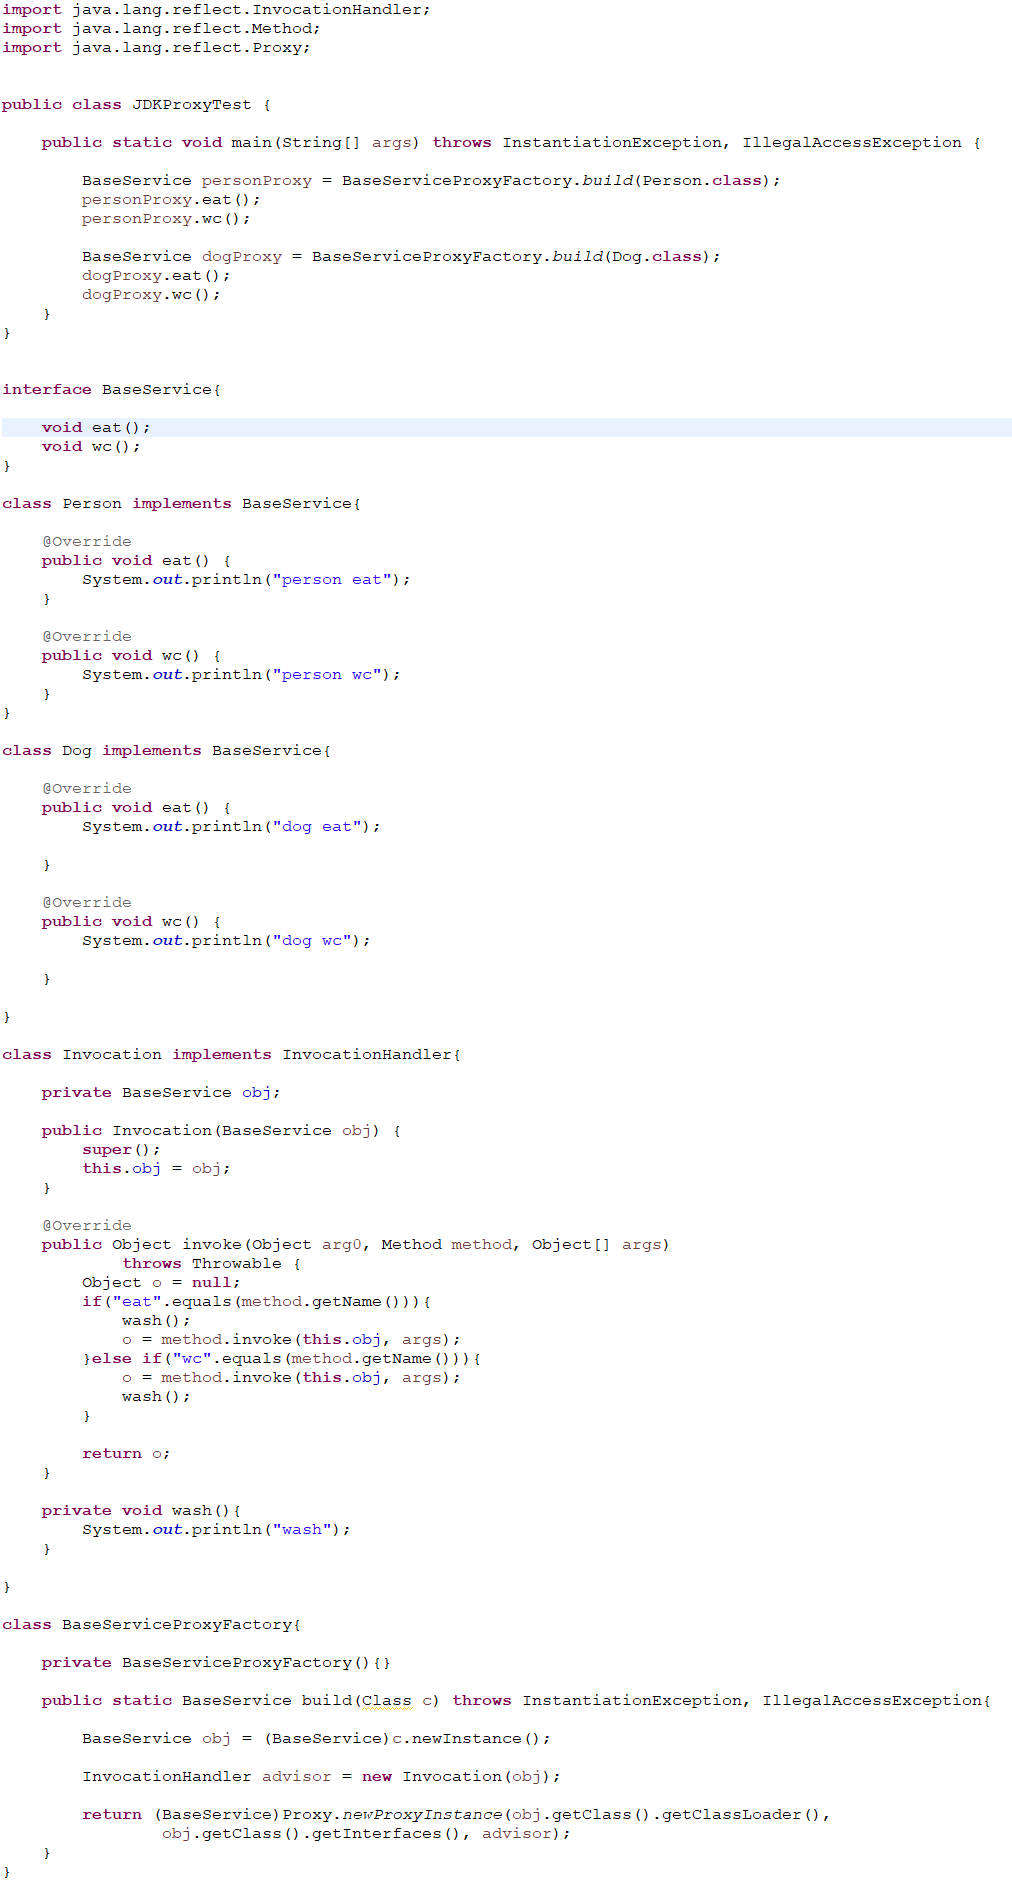 import java.lang.reflect.InvocationHandler;
import java.lang.reflect.Method;
import java.lang.reflect.Proxy;
public class JDKProxyTest {
public static void main(String[] args) throws InstantiationException, IllegalAccessException {
BaseService personProxy = BaseServiceProxyFactory.build(Person.class);
personProxy.eat();
personProxy.wc();
BaseService dogProxy = BaseServiceProxyFactory.build(Dog.class);
dogProxy.eat();
dogProxy.wc();
}
}
interface BaseService{
void eat();
void wc();
}
class Person implements BaseService{
@Override
public void eat() {
System.out.println("person eat");
}
@Override
public void wc() {
System.out.println("person wc");
}
}
class Dog implements BaseService{
@Override
public void eat() {
System.out.println("dog eat");
}
@Override
public void wc() {
System.out.println("dog wc");
}
}
class Invocation implements InvocationHandler{
private BaseService obj;
public Invocation(BaseService obj) {
super();
this.obj = obj;
}
@Override
public Object invoke(Object arg0, Method method, Object[] args)
throws Throwable {
Object o = null;
if("eat".equals(method.getName())){
wash();
o = method.invoke(this.obj, args);
}else if("wc".equals(method.getName())){
o = method.invoke(this.obj, args);
wash();
}
return o;
}
private void wash(){
System.out.println("wash");
}
}
class BaseServiceProxyFactory{
private BaseServiceProxyFactory(){}
public static BaseService build(Class c) throws InstantiationException, IllegalAccessException{
BaseService obj = (BaseService)c.newInstance();
InvocationHandler advisor = new Invocation(obj);
return (BaseService)Proxy.newProxyInstance(obj.getClass().getClassLoader(),
obj.getClass().getInterfaces(), advisor);
}
}